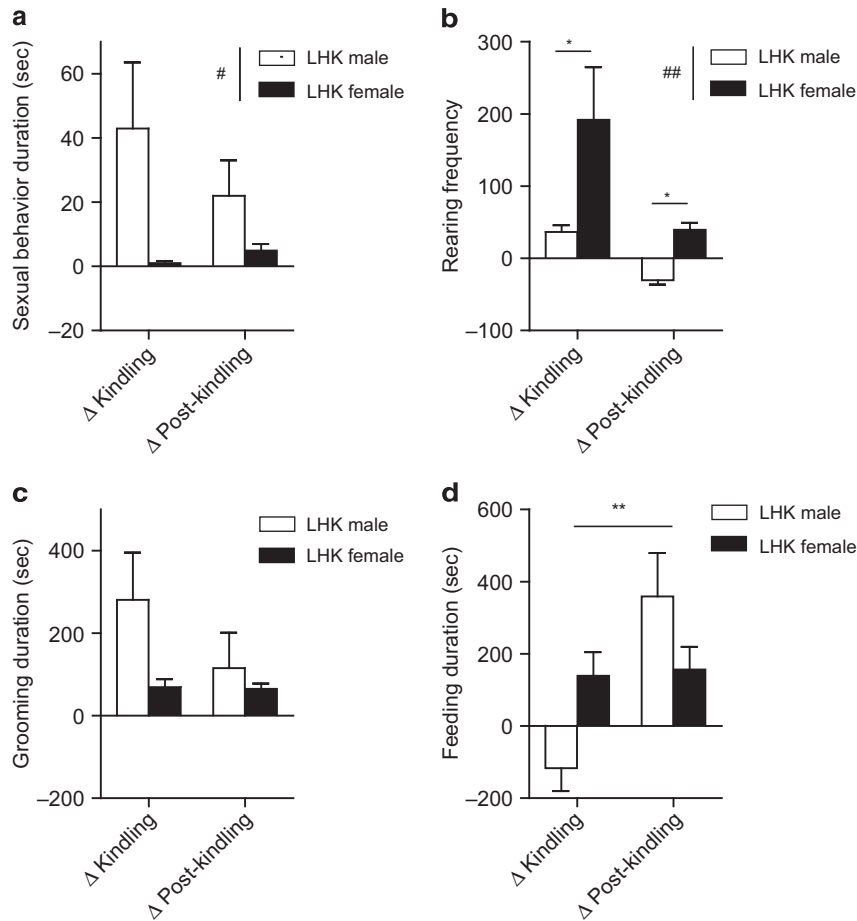 a
Sexual behavior duration (sec)
60
40
20
0
–20
#
LHK male
LHK female
Δ Kindling
Δ Post-kindling
b
Rearing frequency
300
200
100
0
–100
*
*
##
LHK male
LHK female
Δ Kindling
Δ Post-kindling
c
Grooming duration (sec)
400
200
0
–200
LHK male
LHK female
Δ Kindling
Δ Post-kindling
d
Feeding duration (sec)
600
400
200
0
–200
**
LHK male
LHK female
Δ Kindling
Δ Post-kindling